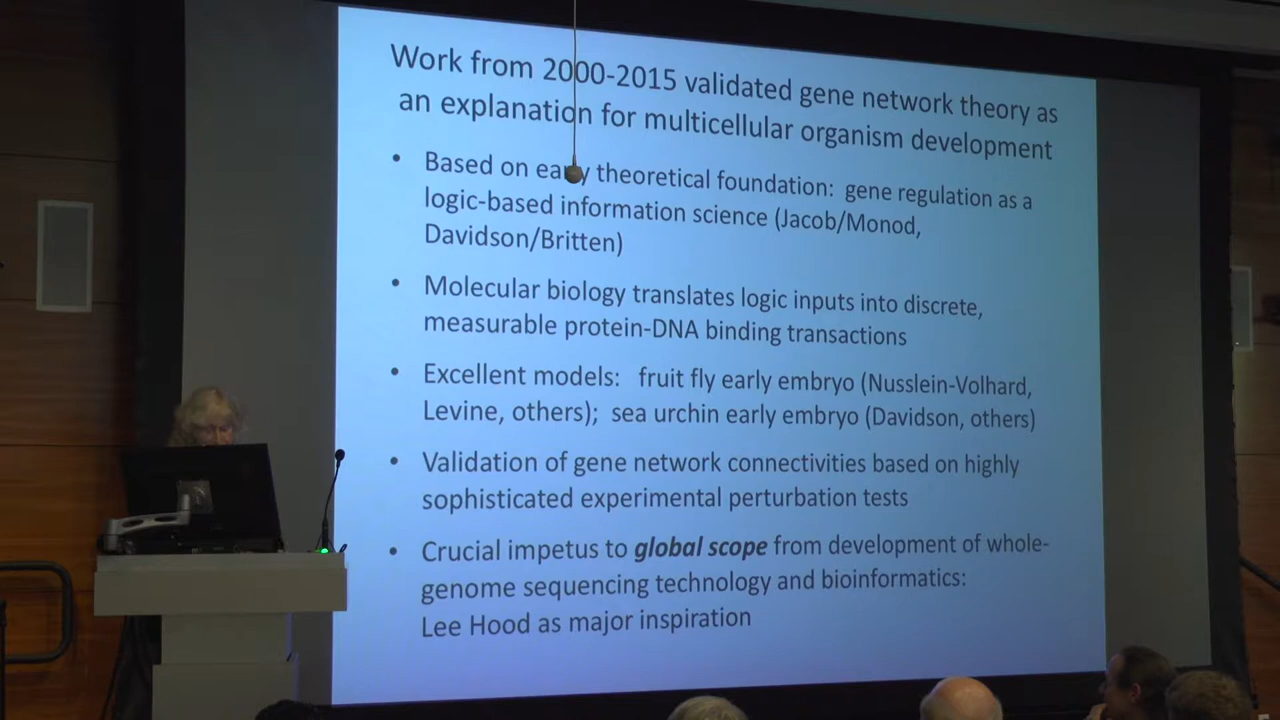 Work from 2000-2015 validated gene network theory as
an explanation for multicellular organism development
• Based on early theoretical foundation: gene regulation as a
logic-based information science (Jacob/Monod,
Davidson/Britten)
• Molecular biology translates logic inputs into discrete,
measurable protein-DNA binding transactions
• Excellent models: fruit fly early embryo (Nusslein-Volhard,
Levine, others); sea urchin early embryo (Davidson, others)
• Validation of gene network connectivities based on highly
sophisticated experimental perturbation tests
• Crucial impetus to global scope from development of whole-
genome sequencing technology and bioinformatics:
Lee Hood as major inspiration